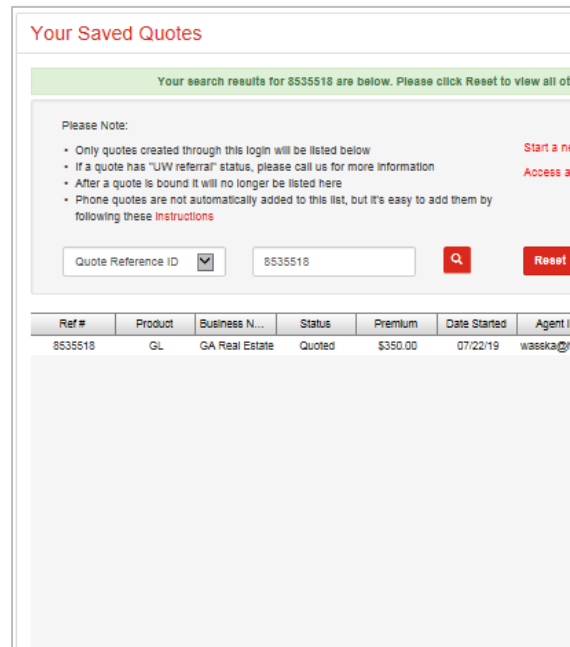 Your Saved Quotes
Your search results for 8535518 are below. Please click Reset to view all ot
Please Note:
• Only quotes created through this login will be listed below
• If a quote has "UW referral" status, please call us for more information
• After a quote is bound it will no longer be listed here
• Phone quotes are not automatically added to this list, but it's easy to add them by
following these Instructions
Start a ne
Access a
Quote Reference ID 8535518 Reset
Ref # Product Business N... Status Premium Date Started Agent I
8535518 GL GA Real Estate Quoted $350.00 07/22/19 wasska@